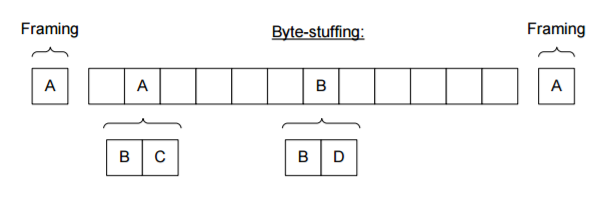 Framing Byte-stuffing: Framing
A A B A
B C B D